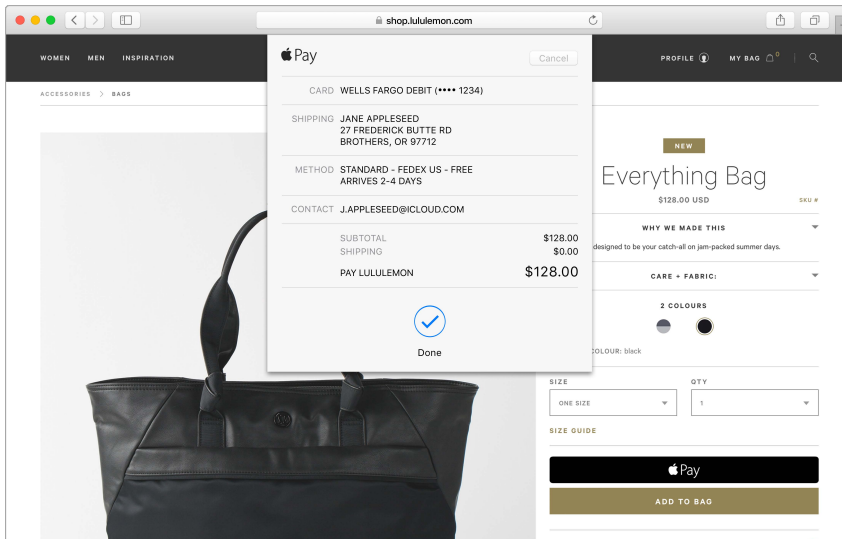 shop.lululemon.com
WOMEN MEN INSPIRATION
PROFILE MY BAG 0
ACCESSORIES > BAGS
Pay
Cancel
CARD WELLS FARGO DEBIT (•••• 1234)
SHIPPING JANE APPLESEED
27 FREDERICK BUTTE RD
BROTHERS, OR 97712
METHOD STANDARD - FEDEX US - FREE
ARRIVES 2-4 DAYS
CONTACT J.APPLESEED@ICLOUD.COM
SUBTOTAL $128.00
SHIPPING $0.00
PAY LULULEMON $128.00
Done
NEW
Everything Bag
$128.00 USD
SKU #
WHY WE MADE THIS
designed to be your catch-all on jam-packed summer days.
CARE + FABRIC:
2 COLOURS
COLOUR: black
SIZE QTY
ONE SIZE 1
SIZE GUIDE
Pay
ADD TO BAG